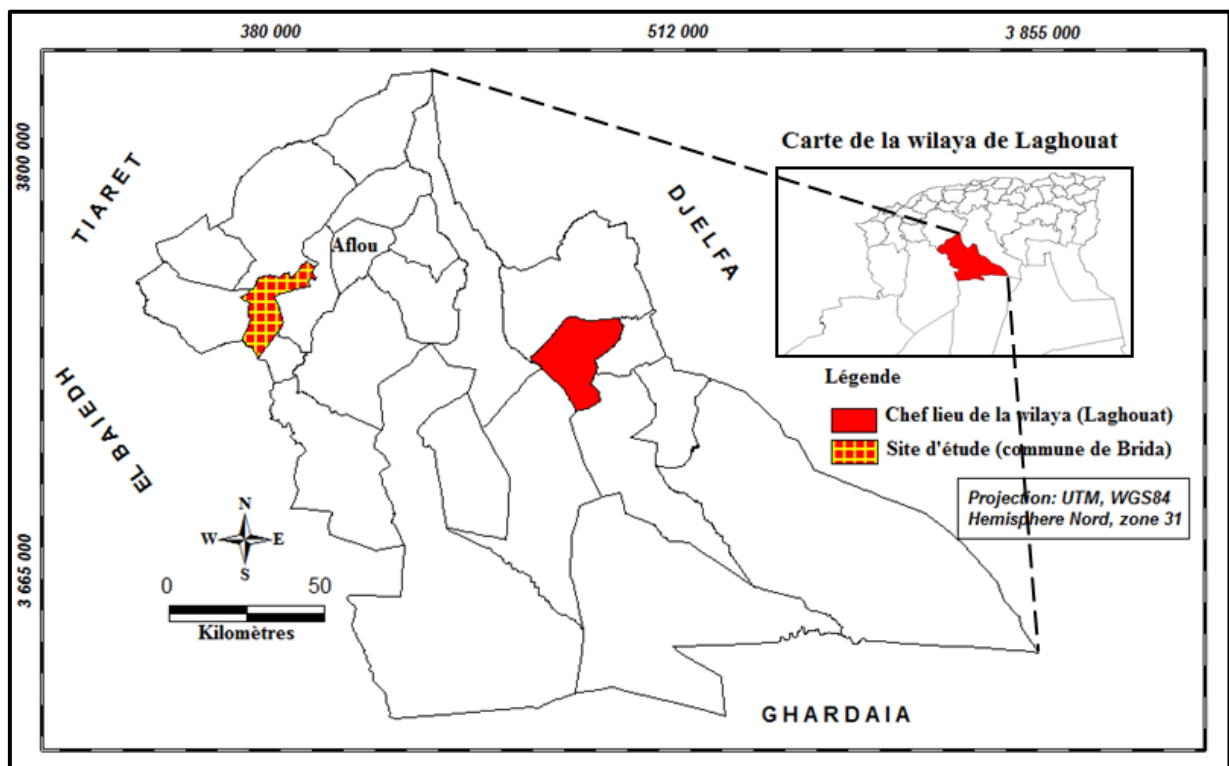 380 000
512 000
3 855 000
3800 000
3 665 000
TIARET
EL BAIEDH
DJELFA
GHARDAIA
Aflou
Carte de la wilaya de Laghouat
Légende
Chef lieu de la wilaya (Laghouat)
Site d'étude (commune de Brida)
Projection: UTM, WGS84
Hemisphere Nord, zone 31
N
W
E
S
0
50
Kilomètres